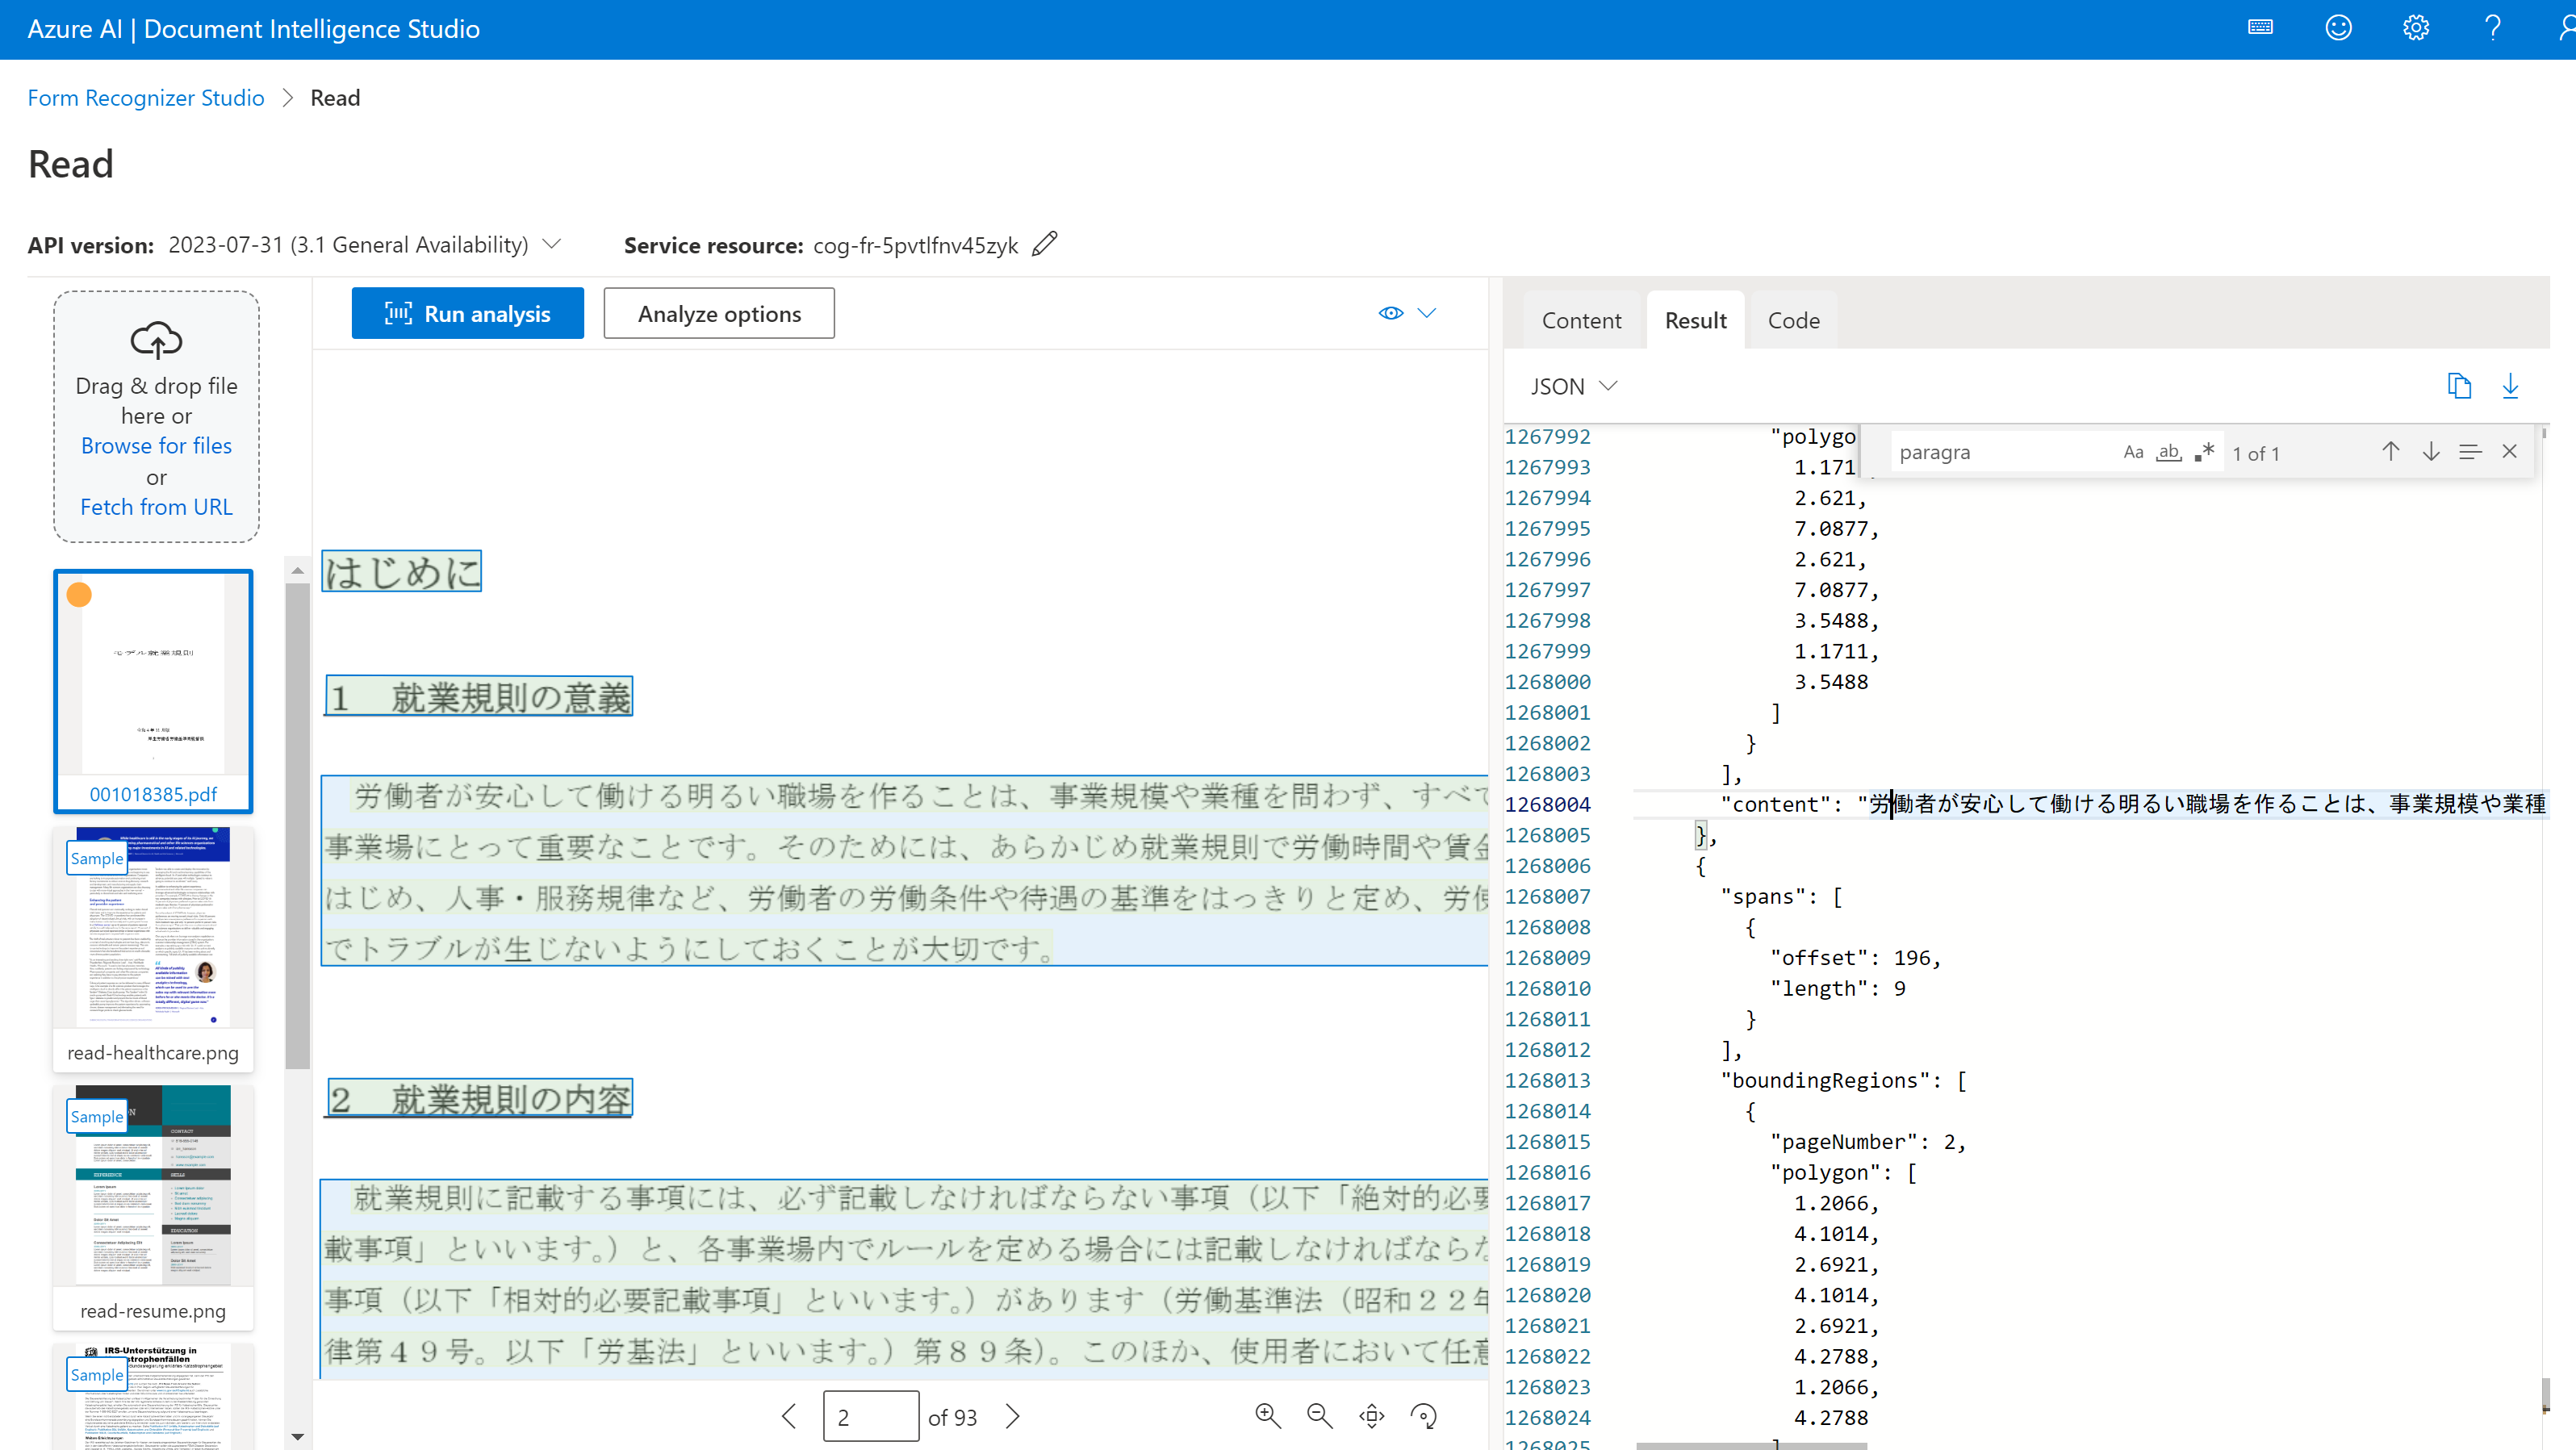 Azure AI | Document Intelligence Studio
Form Recognizer Studio > Read
Read
API version: 2023-07-31 (3.1 General Availability)
Service resource: cog-fr-5pvtlfnv45zyk
Drag & drop file
here or
Browse for files
or
Fetch from URL
モデル就業規則
001018385.pdf
Sample
read-healthcare.png
Sample
CONTACT
EXPERIENCE
SKILLS
EDUCATION
read-resume.png
IRS-Unterstützung in
Sample
Run analysis
Analyze options
はじめに
1 就業規則の意義
労働者が安心して働ける明るい職場を作ることは、事業規模や業種を問わず、すべて
事業場にとって重要なことです。そのためには、あらかじめ就業規則で労働時間や賃金
はじめ、人事・服務規律など、労働者の労働条件や待遇の基準をはっきりと定め、労使
でトラブルが生じないようにしておくことが大切です。
2 就業規則の内容
就業規則に記載する事項には、必ず記載しなければならない事項（以下「絶対的必要
載事項」といいます。）と、各事業場内でルールを定める場合には記載しなければならな
事項（以下「相対的必要記載事項」といいます。）があります（労働基準法（昭和２２年
律第４９号。以下「労基法」といいます。）第８９条）。このほか、使用者において任意
2 of 93
Content
Result
Code
JSON
paragra
Aa ab 1 of 1
1267992 "polygo
1267993 1.171
1267994 2.621,
1267995 7.0877,
1267996 2.621,
1267997 7.0877,
1267998 3.5488,
1267999 1.1711,
1268000 3.5488
1268001 ]
1268002 }
1268003 ],
1268004 "content": "労働者が安心して働ける明るい職場を作ることは、事業規模や業種
1268005 },
1268006 {
1268007 "spans": [
1268008 {
1268009 "offset": 196,
1268010 "length": 9
1268011 }
1268012 ],
1268013 "boundingRegions": [
1268014 {
1268015 "pageNumber": 2,
1268016 "polygon": [
1268017 1.2066,
1268018 4.1014,
1268019 2.6921,
1268020 4.1014,
1268021 2.6921,
1268022 4.2788,
1268023 1.2066,
1268024 4.2788
1268025 ]